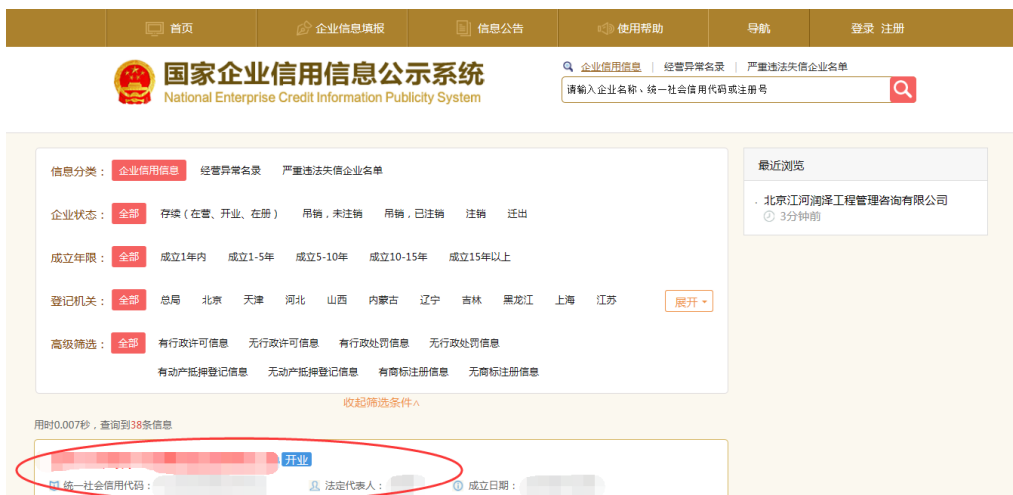 首页 企业信息填报 信息公告 使用帮助 导航 登录 注册
国家企业信用信息公示系统
National Enterprise Credit Information Publicity System
企业信用信息 | 经营异常名录 | 严重违法失信企业名单
请输入企业名称、统一社会信用代码或注册号
信息分类： 企业信用信息 经营异常名录 严重违法失信企业名单
企业状态： 全部 存续（在营、开业、在册） 吊销，未注销 吊销，已注销 注销 迁出
成立年限： 全部 成立1年内 成立1-5年 成立5-10年 成立10-15年 成立15年以上
登记机关： 全部 总局 北京 天津 河北 山西 内蒙古 辽宁 吉林 黑龙江 上海 江苏 展开
高级筛选： 全部 有行政许可信息 无行政许可信息 有行政处罚信息 无行政处罚信息
有动产抵押登记信息 无动产抵押登记信息 有商标注册信息 无商标注册信息
收起筛选条件
最近浏览
北京江河润泽工程管理咨询有限公司
3分钟前
用时0.007秒，查询到38条信息
开业
统一社会信用代码： 法定代表人： 成立日期：